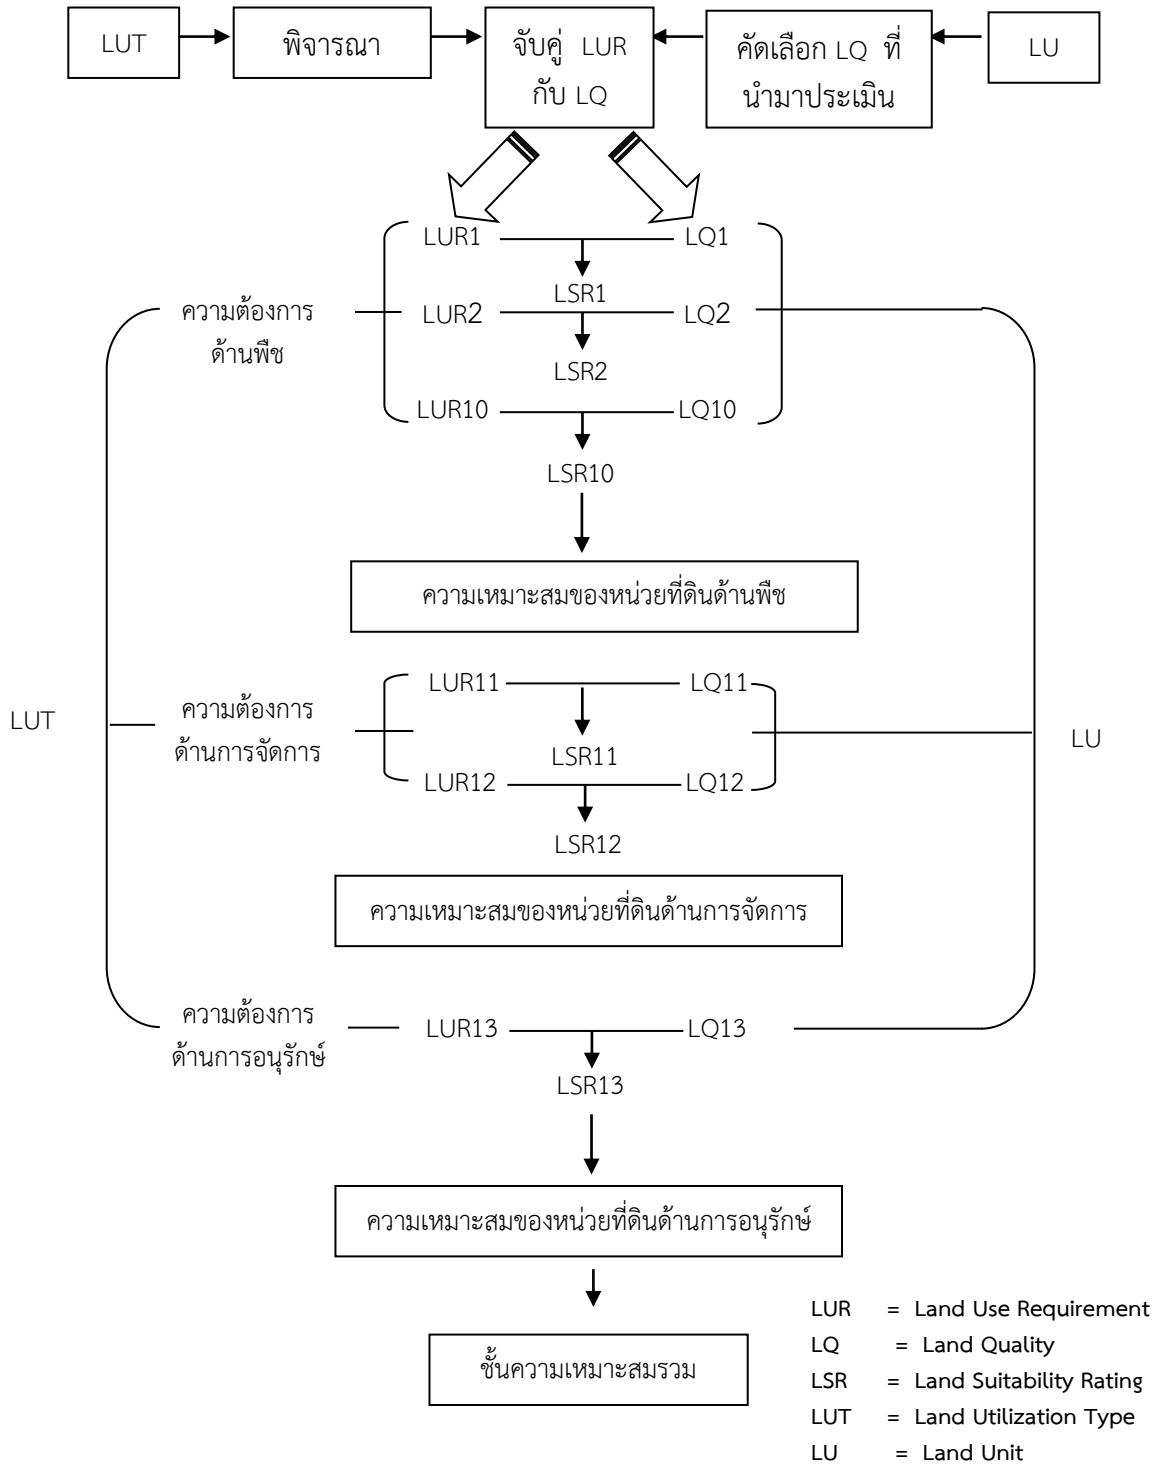 LUT
พิจารณา
จับคู่ LUR
กับ LQ
คัดเลือก LQ ที่
นำมาประเมิน
LU
LUR1
LQ1
LSR1
ความต้องการ
ด้านพืช
LUR2
LQ2
LSR2
LUR10
LQ10
LSR10
ความเหมาะสมของหน่วยที่ดินด้านพืช
LUT
ความต้องการ
ด้านการจัดการ
LUR11
LQ11
LSR11
LUR12
LQ12
LSR12
LU
ความเหมาะสมของหน่วยที่ดินด้านการจัดการ
ความต้องการ
ด้านการอนุรักษ์
LUR13
LQ13
LSR13
ความเหมาะสมของหน่วยที่ดินด้านการอนุรักษ์
ชั้นความเหมาะสมรวม
LUR = Land Use Requirement
LQ = Land Quality
LSR = Land Suitability Rating
LUT = Land Utilization Type
LU = Land Unit